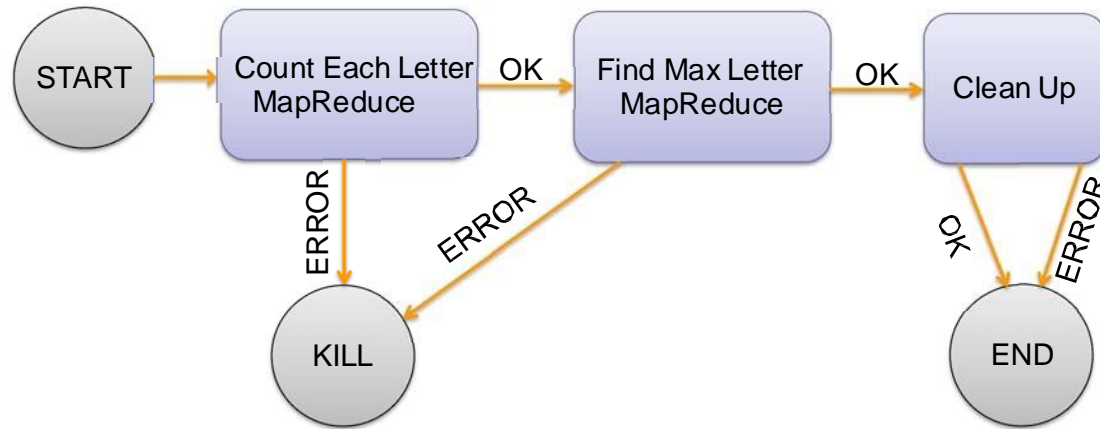 START
Count Each Letter
MapReduce
OK
Find Max Letter
MapReduce
OK
Clean Up
ERROR
ERROR
OK
ERROR
KILL
END